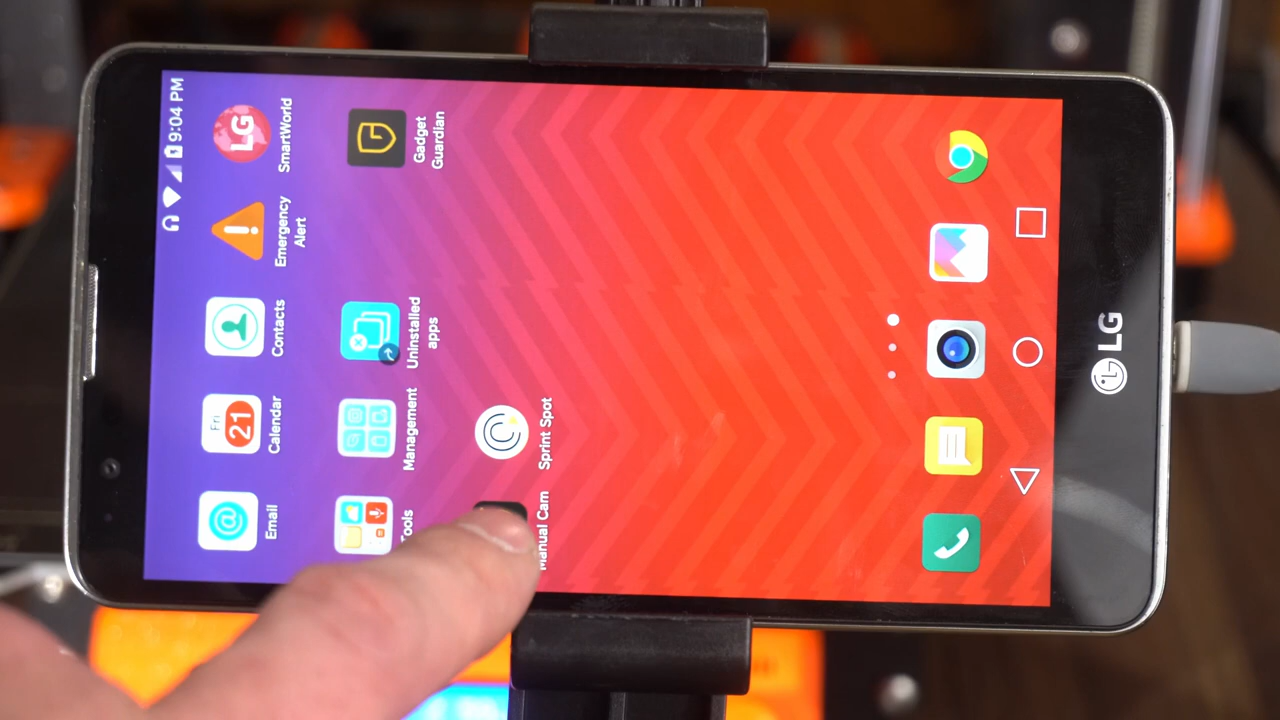 9:04 PM
Email
Fri
21
Calendar
Contacts
Emergency
Alert
LG
SmartWorld
Tools
Management
Uninstalled
apps
Gadget
Guardian
Manual Cam
Sprint Spot
LG